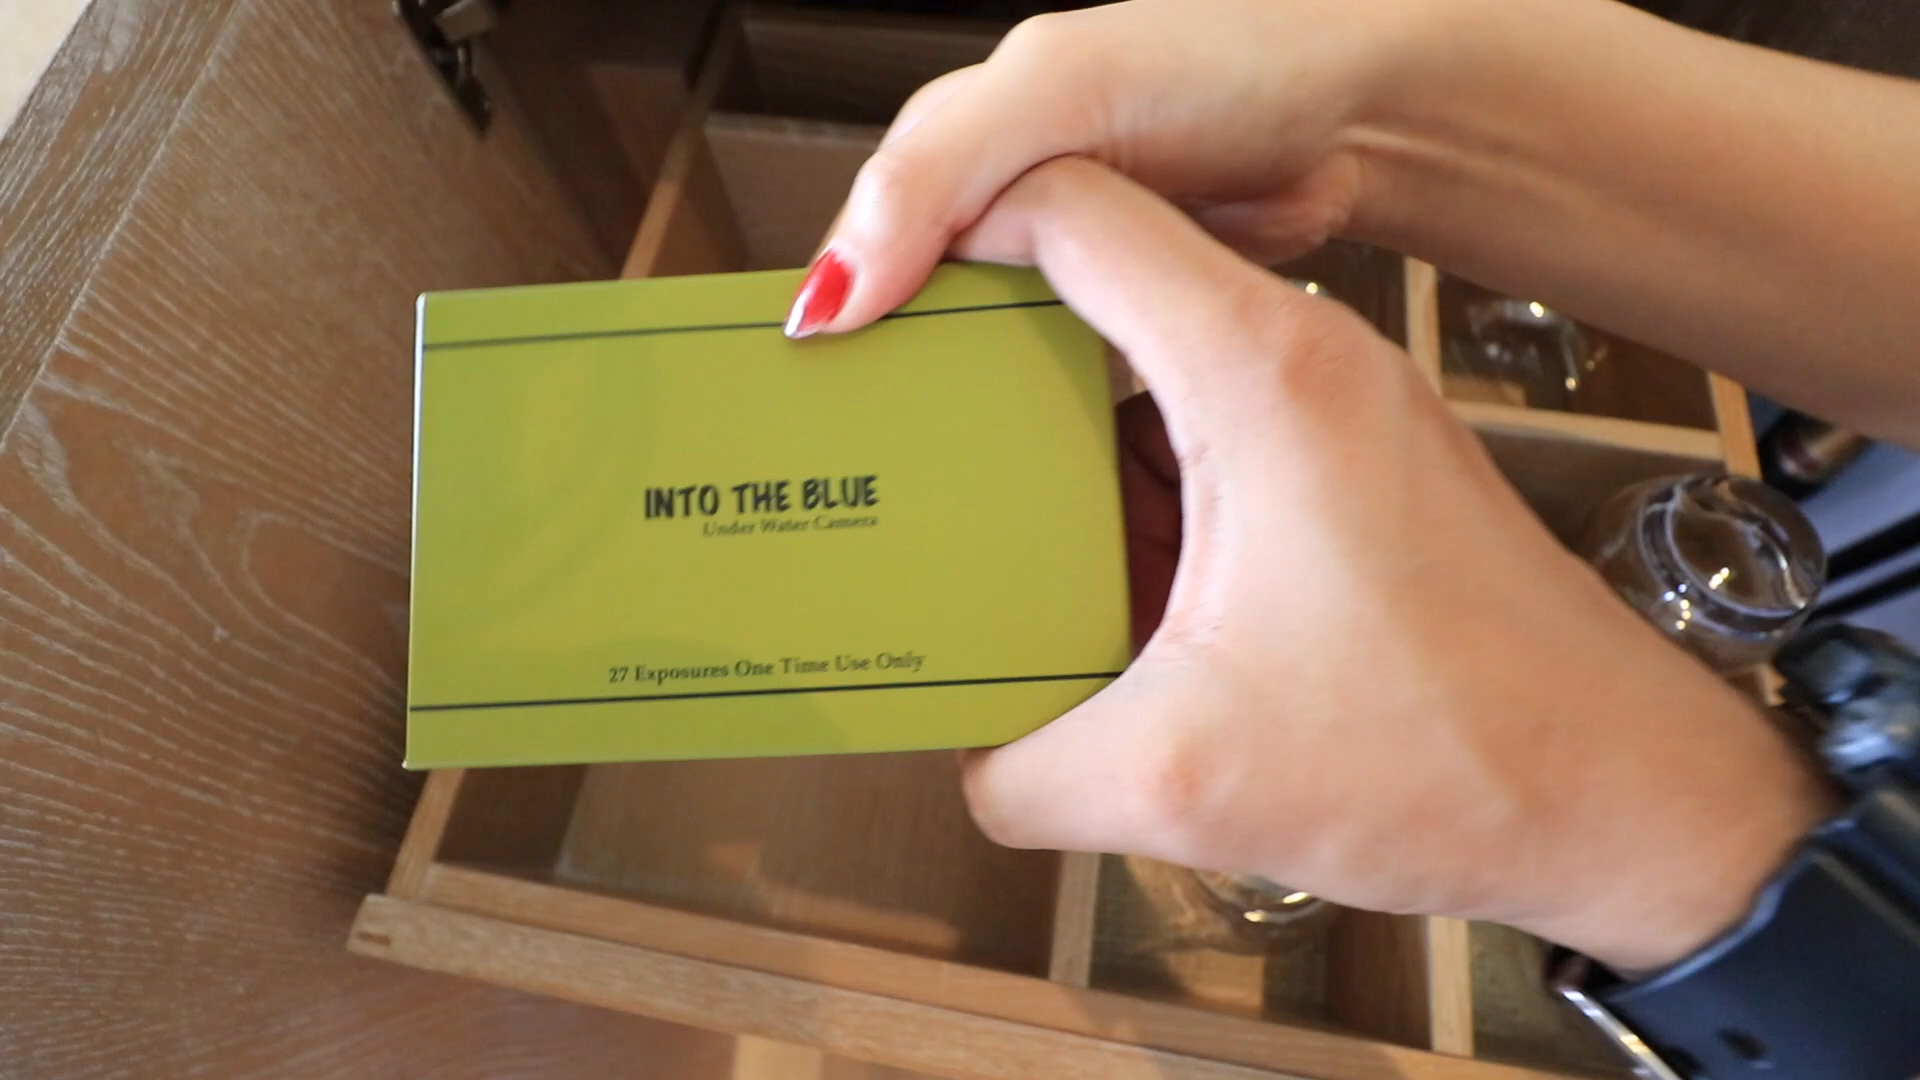 INTO THE BLUE
Under Water Camera
27 Exposures One Time Use Only